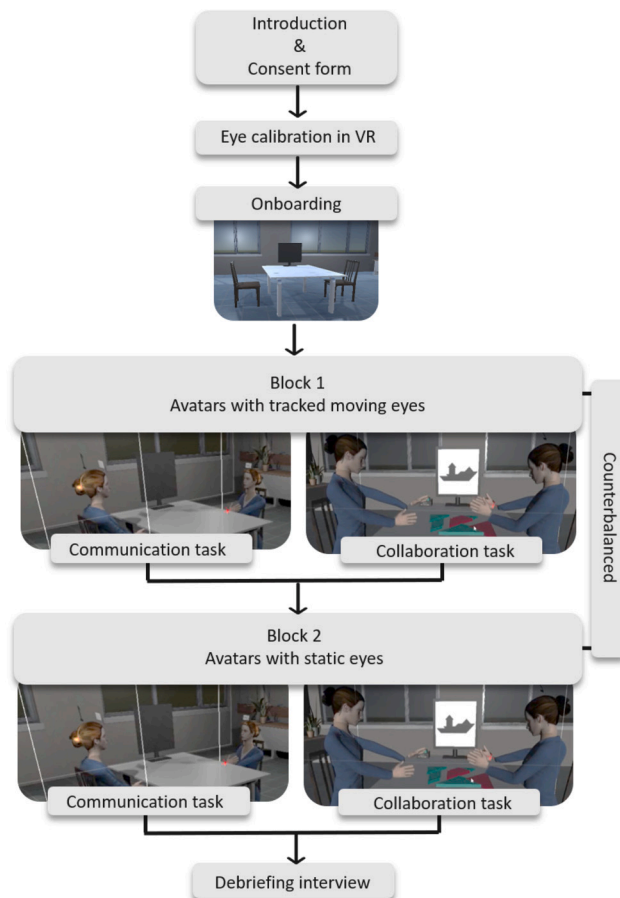 Introduction
&
Consent form
Eye calibration in VR
Onboarding
Block 1
Avatars with tracked moving eyes
Communication task
Collaboration task
Counterbalanced
Block 2
Avatars with static eyes
Communication task
Collaboration task
Debriefing interview